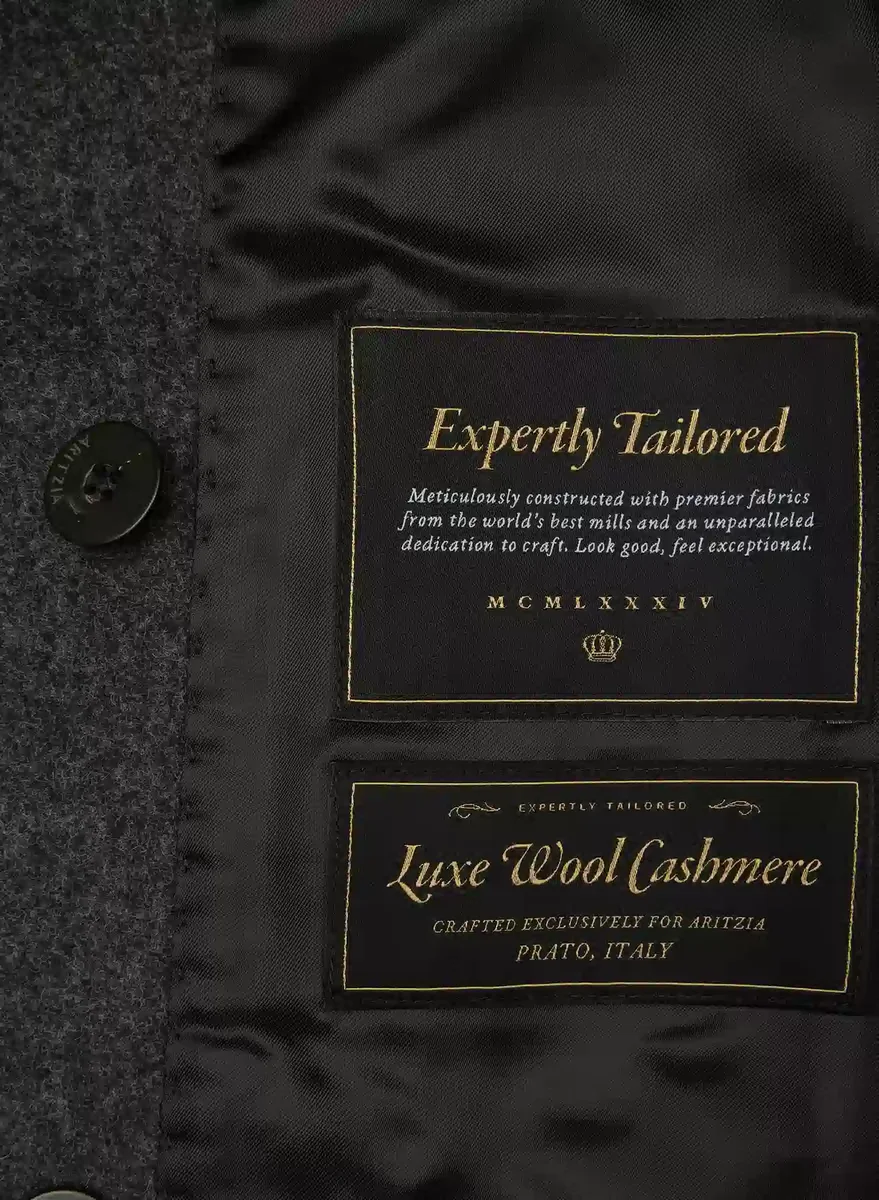 ARITZIA
Expertly Tailored
Meticulously constructed with premier fabrics
from the world's best mills and an unparalleled
dedication to craft. Look good, feel exceptional.
MCMLXXXIV
EXPERTLY TAILORED
Luxe Wool Cashmere
CRAFTED EXCLUSIVELY FOR ARITZIA
PRATO, ITALY